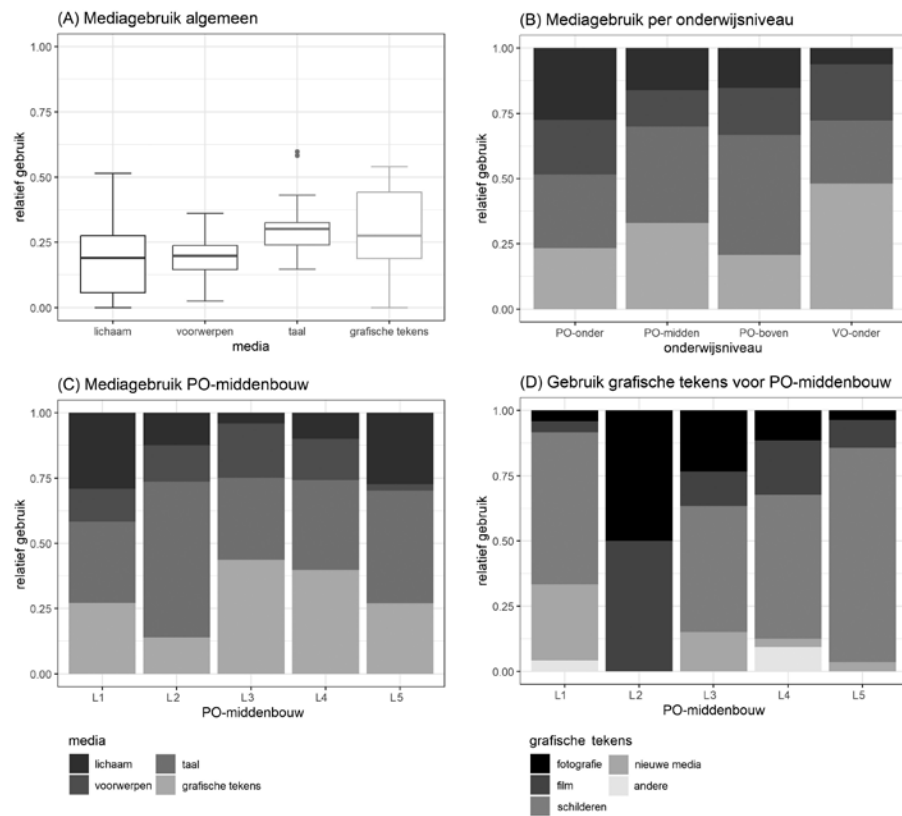 (A) Mediagebruik algemeen
1.00
0.75
0.50
0.25
0.00
relatief gebruik
lichaam voorwerpen taal grafische tekens
media
(B) Mediagebruik per onderwijsniveau
1.00
0.75
0.50
0.25
0.00
relatief gebruik
PO-onder PO-midden PO-boven VO-onder
onderwijsniveau
(C) Mediagebruik PO-middenbouw
1.00
0.75
0.50
0.25
0.00
relatief gebruik
L1 L2 L3 L4 L5
PO-middenbouw
media
lichaam taal
voorwerpen grafische tekens
(D) Gebruik grafische tekens voor PO-middenbouw
1.00
0.75
0.50
0.25
0.00
relatief gebruik
L1 L2 L3 L4 L5
PO-middenbouw
grafische tekens
fotografie nieuwe media
film andere
schilderen